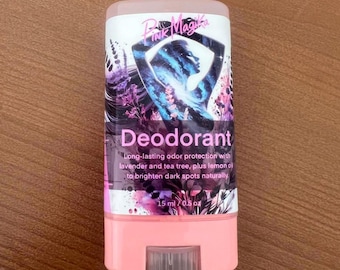 Pink Magik
Deodorant
Long-lasting odor protection with
lavender and tea tree, plus lemon oil
to brighten dark spots naturally.
15 ml / 0.5 oz